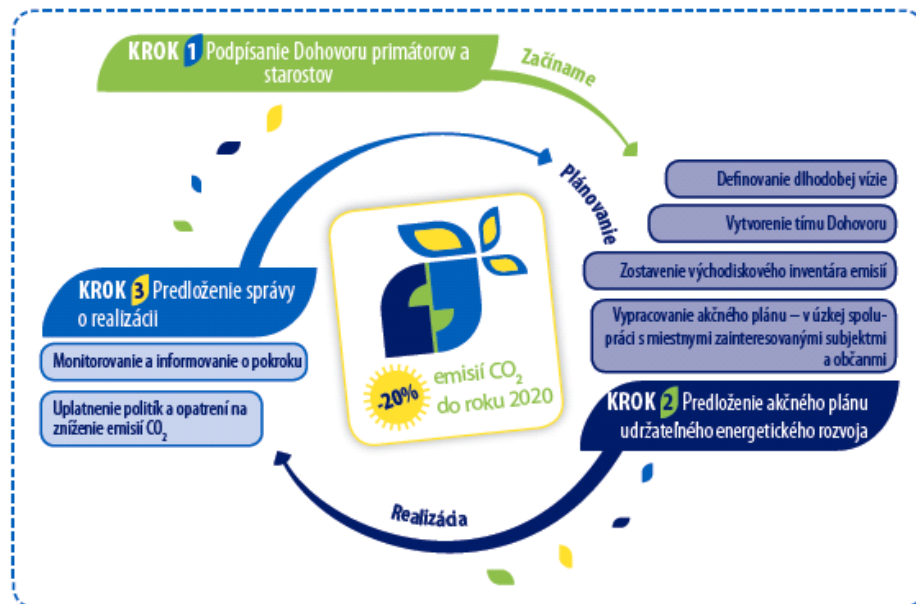 KROK 1 Podpísanie Dohovoru primátorov a
starostov
Začíname
Plánovanie
Definovanie dlhodobej vízie
Vytvorenie tímu Dohovoru
Zostavenie východiskového inventára emisií
Vypracovanie akčného plánu – v úzkej spolu-
práci s miestnymi zainteresovanými subjektmi
a občanmi
KROK 2 Predloženie akčného plánu
udržateľného energetického rozvoja
Realizácia
KROK 3 Predloženie správy
o realizácii
Monitorovanie a informovanie o pokroku
Uplatnenie politík a opatrení na
zníženie emisií CO₂
-20%
emisií CO₂
do roku 2020